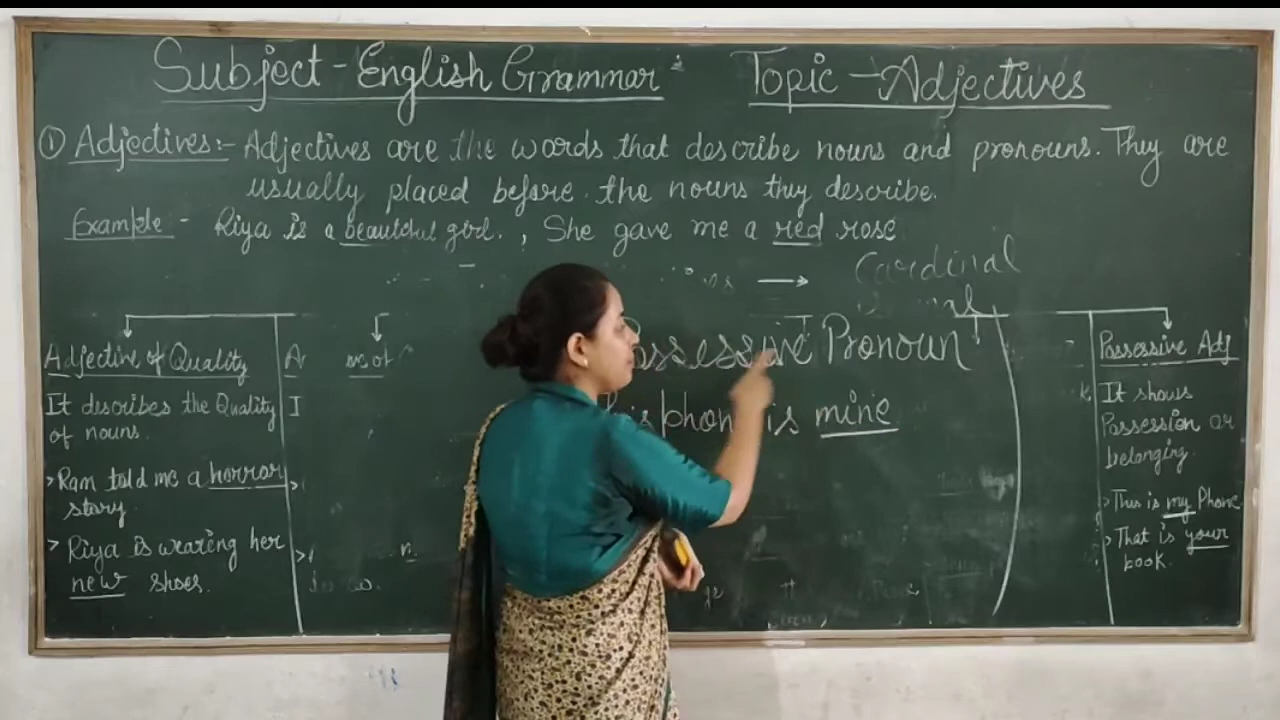 Subject - English Grammar Topic - Adjectives
① Adjectives:- Adjectives are the words that describe nouns and pronouns. They are
usually placed before the nouns they describe.
Example - Riya is a beautiful girl. , She gave me a red rose
→ Cardinal
Adjective of Quality
It describes the Quality
of nouns.
> Ram told me a horror
story.
> Riya is wearing her
new shoes.
Possessive Pronoun
phone is mine
Possessive Adj
It shows
Possession or
belonging.
> This is my Phone
> That is your
book.